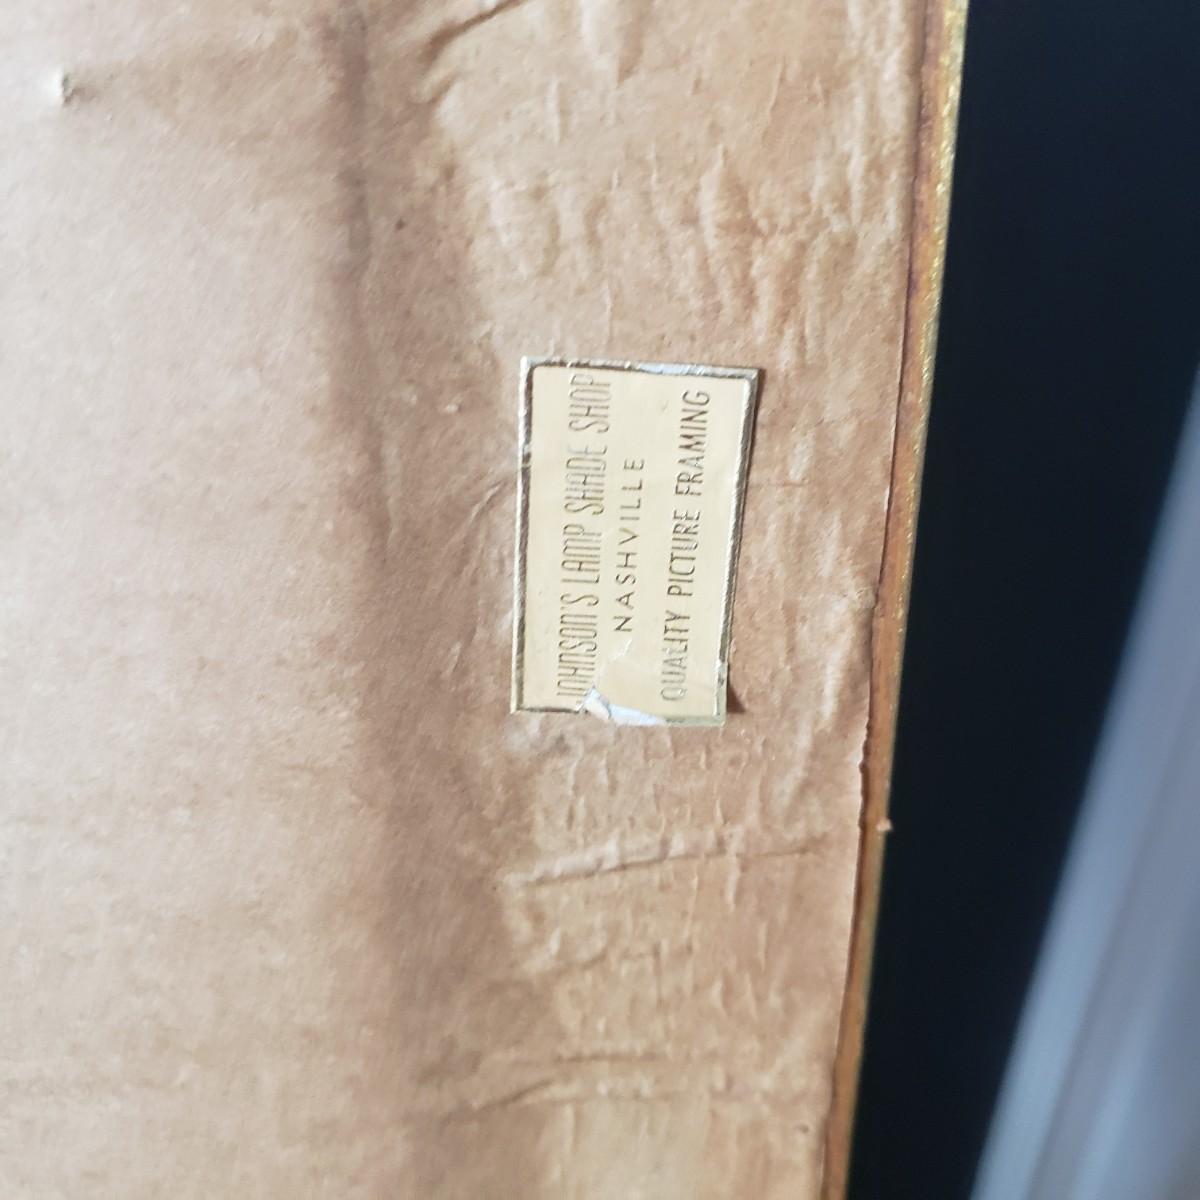 JOHNSON'S LAMP SHADE SHOP
NASHVILLE
QUALITY PICTURE FRAMING